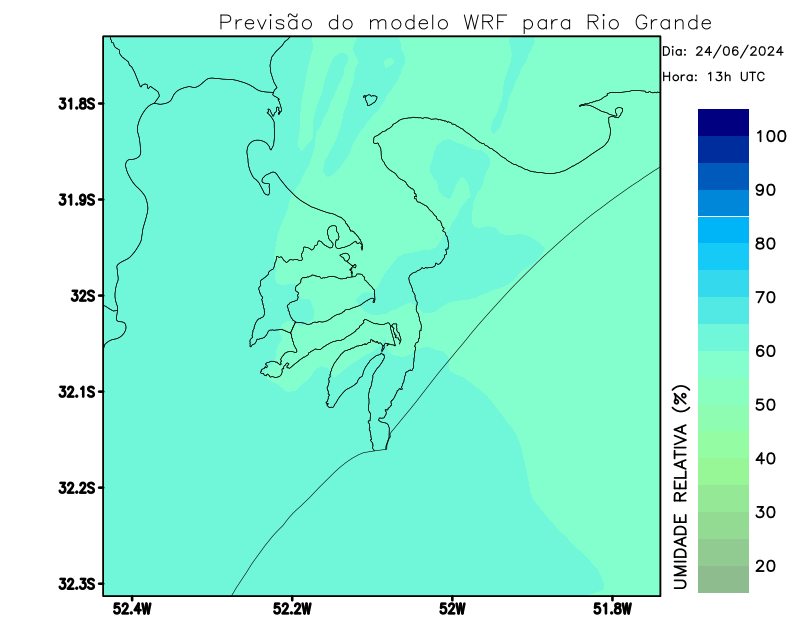 Previsão do modelo WRF para Rio Grande
Dia: 24/06/2024
Hora: 13h UTC
31.8S
31.9S
32S
32.1S
32.2S
32.3S
52.4W
52.2W
52W
51.8W
UMIDADE RELATIVA (%)
100
90
80
70
60
50
40
30
20